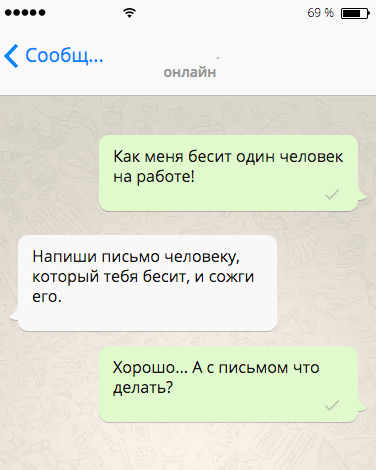 69 %
Сообщ...
онлайн
Как меня бесит один человек
на работе!
Напиши письмо человеку,
который тебя бесит, и сожги
его.
Хорошо... А с письмом что
делать?